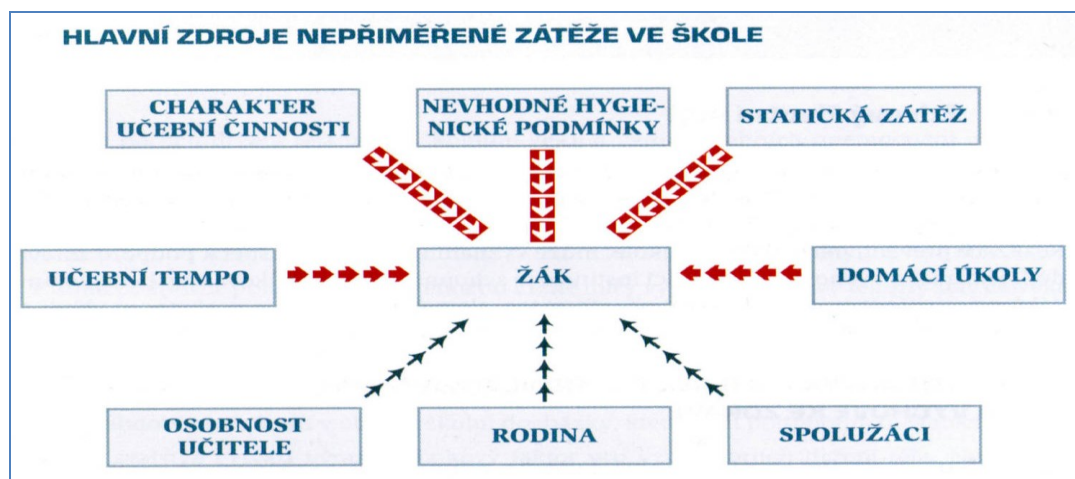 HLAVNÍ ZDROJE NEPŘIMĚŘENÉ ZÁTĚŽE VE ŠKOLE
CHARAKTER
UČEBNÍ ČINNOSTI
NEVHODNÉ HYGIE-
NICKÉ PODMÍNKY
STATICKÁ ZÁTĚŽ
UČEBNÍ TEMPO
ŽÁK
DOMÁCÍ ÚKOLY
OSOBNOST
UČITELE
RODINA
SPOLUŽÁCI